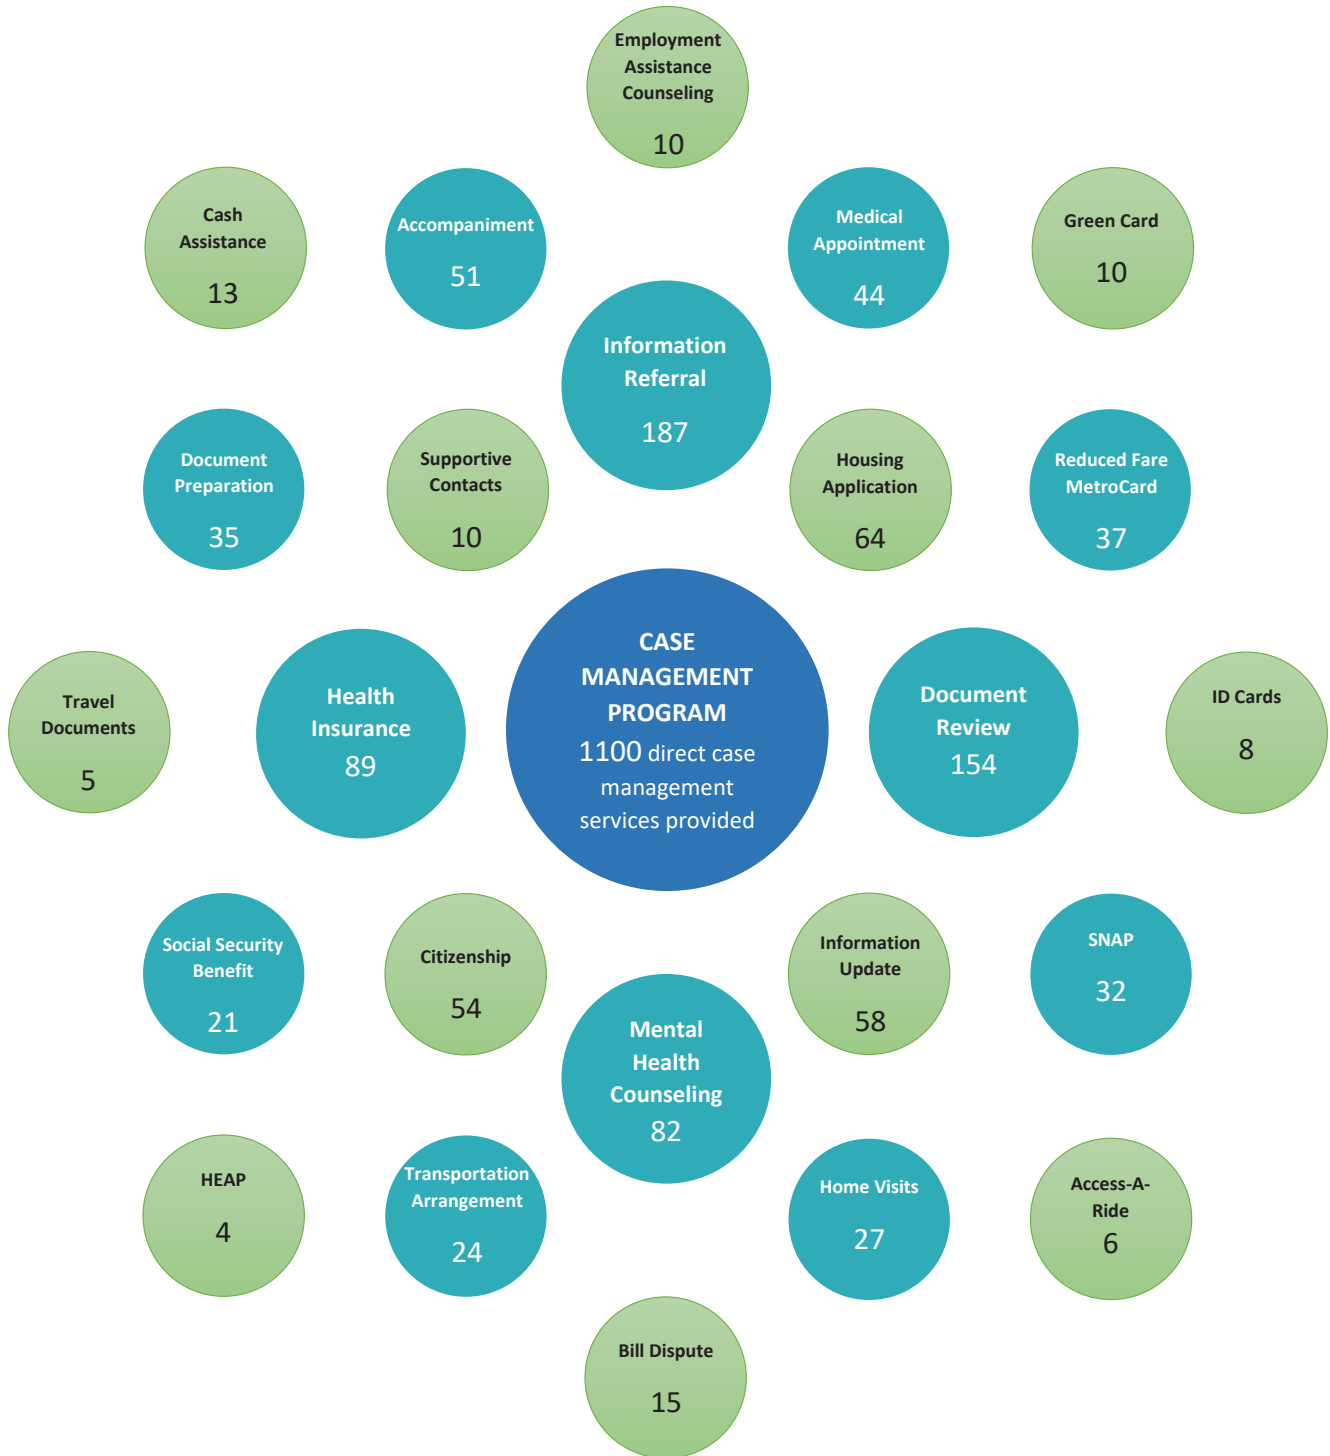 Employment
Assistance
Counseling
10
Cash
Assistance
13
Accompaniment
51
Medical
Appointment
44
Green Card
10
Information
Referral
187
Document
Preparation
35
Supportive
Contacts
10
Housing
Application
64
Reduced Fare
MetroCard
37
Travel
Documents
5
Health
Insurance
89
CASE
MANAGEMENT
PROGRAM
1100 direct case
management
services provided
Document
Review
154
ID Cards
8
Social Security
Benefit
21
Citizenship
54
Information
Update
58
SNAP
32
Mental
Health
Counseling
82
HEAP
4
Transportation
Arrangement
24
Home Visits
27
Access-A-
Ride
6
Bill Dispute
15